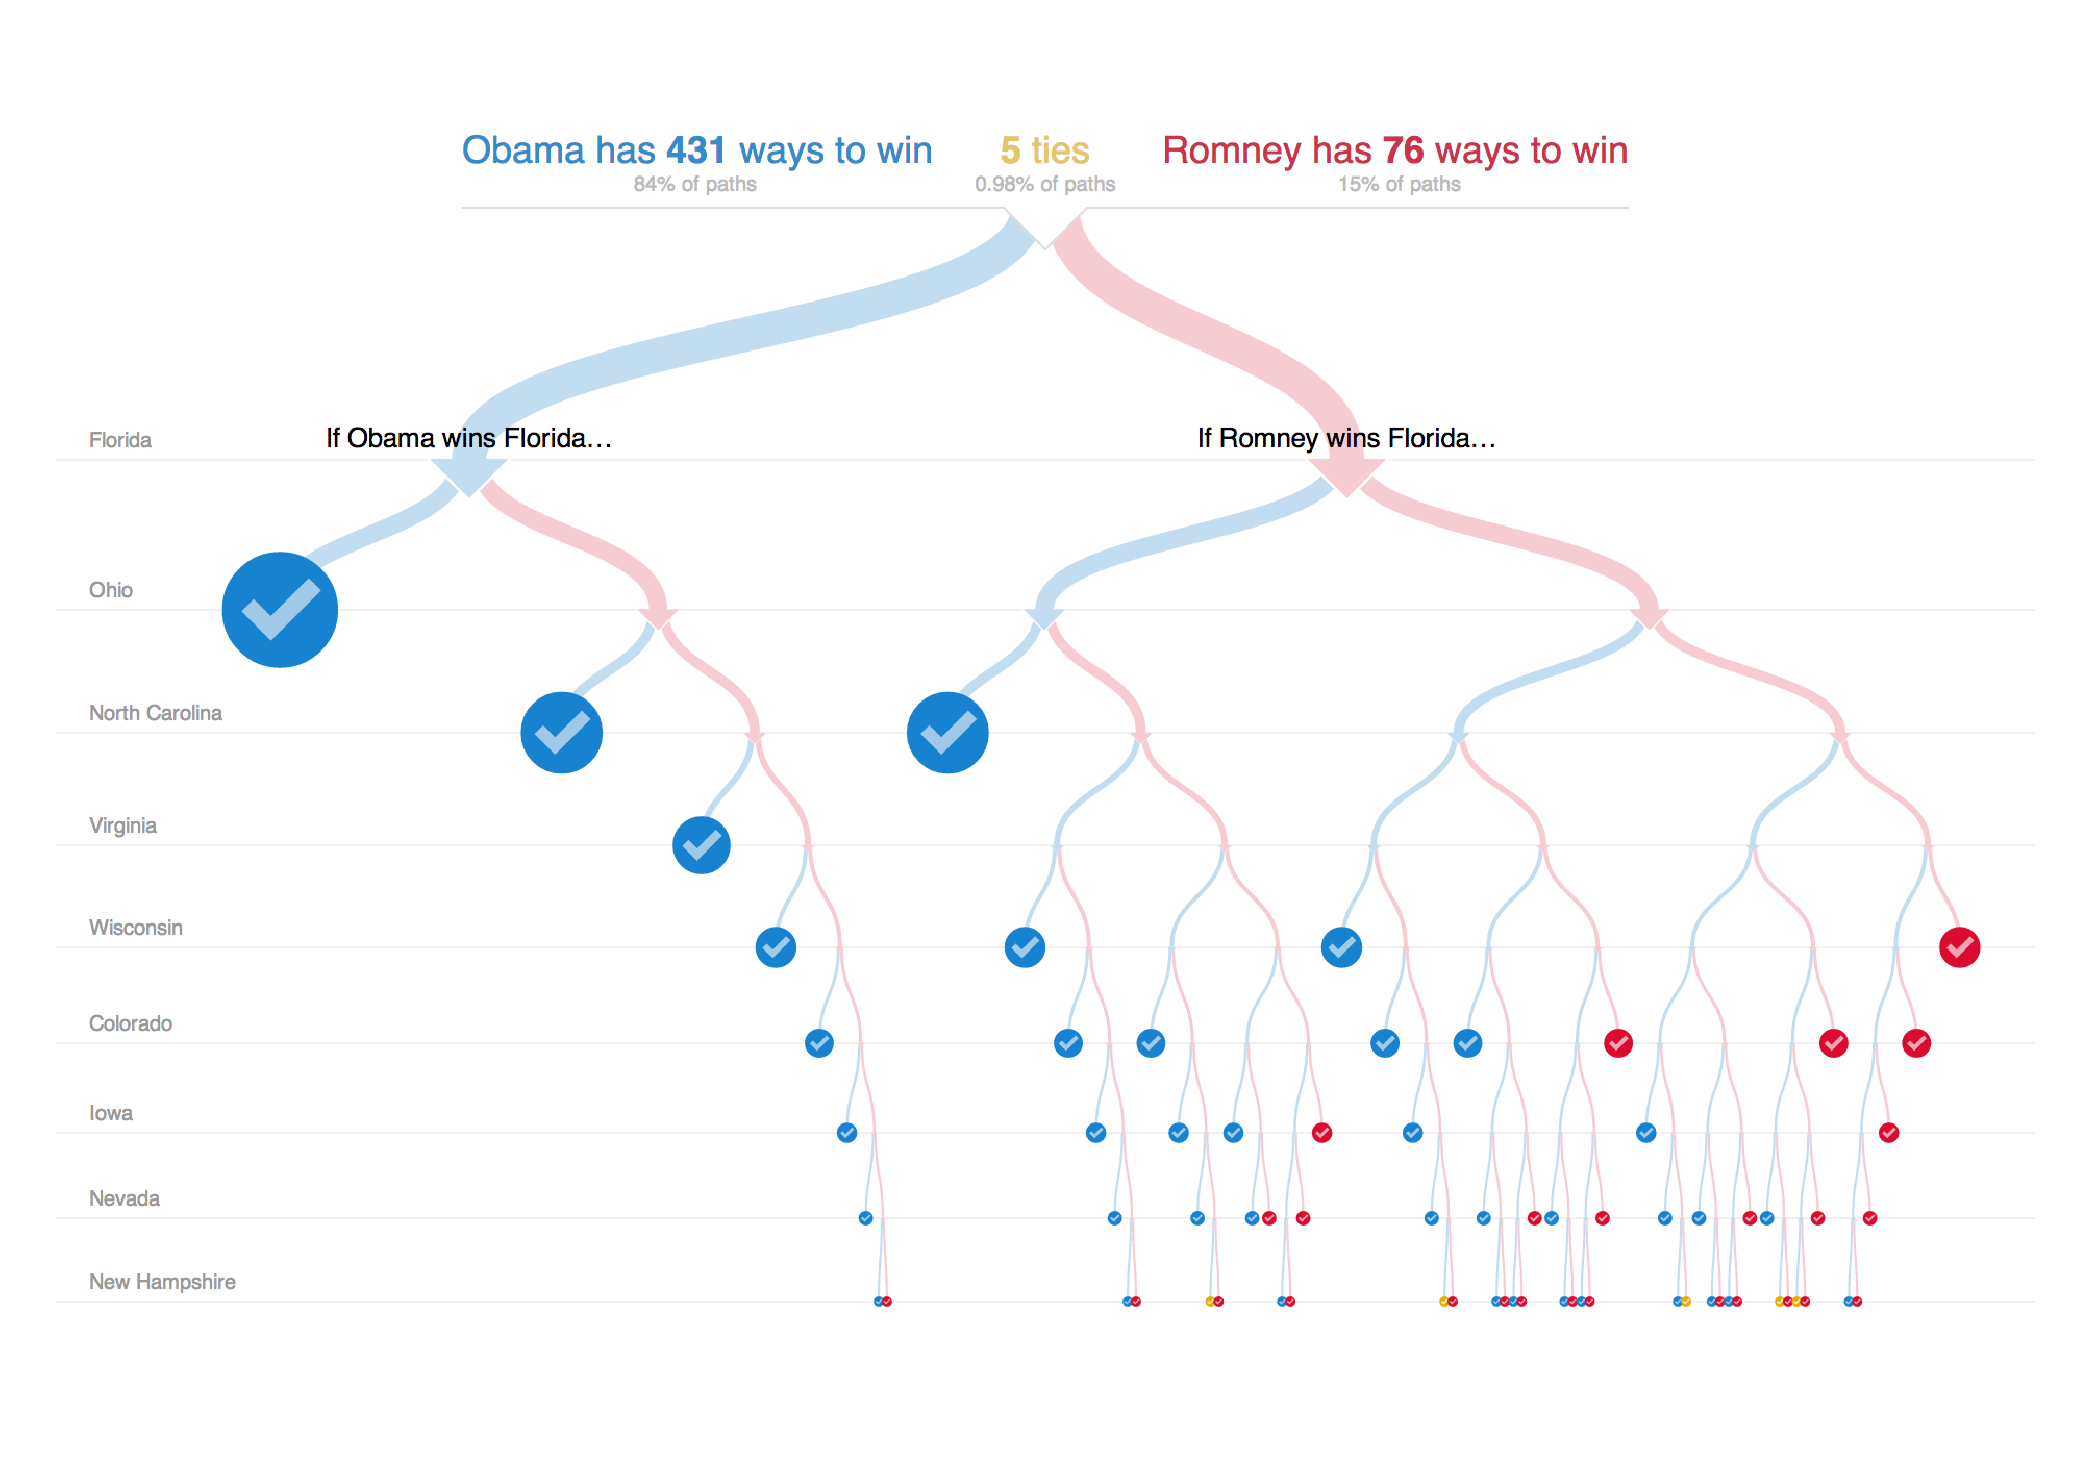 Obama has 431 ways to win
5 ties
Romney has 76 ways to win
84% of paths
0.98% of paths
15% of paths
If Obama wins Florida…
If Romney wins Florida…
Florida
Ohio
North Carolina
Virginia
Wisconsin
Colorado
Iowa
Nevada
New Hampshire